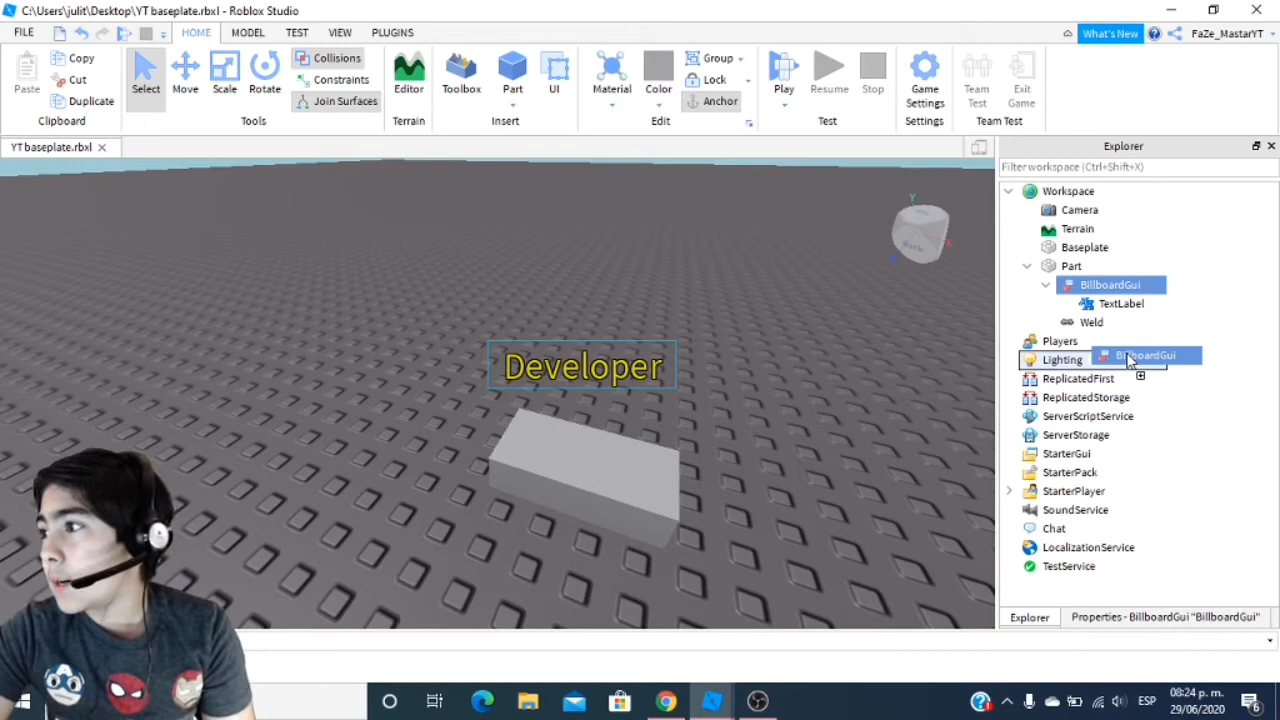 C:\Users\julit\Desktop\YT baseplate.rbxl - Roblox Studio
FILE HOME MODEL TEST VIEW PLUGINS What's New FaZe_MastarYT
Paste Copy Cut Duplicate Clipboard
Select Move Scale Rotate Collisions Constraints Join Surfaces Tools
Editor Terrain
Toolbox Part UI Insert
Material Color Group Lock Anchor Edit
Play Resume Stop Test
Game Settings Settings
Team Test Exit Game Team Test
YT baseplate.rbxl
Explorer
Filter workspace (Ctrl+Shift+X)
Workspace
Camera
Terrain
Baseplate
Part
BillboardGui
TextLabel
Weld
Players
Lighting BillboardGui
ReplicatedFirst
ReplicatedStorage
ServerScriptService
ServerStorage
StarterGui
StarterPack
StarterPlayer
SoundService
Chat
LocalizationService
TestService
Developer
Back
Explorer Properties - BillboardGui "BillboardGui"
ESP
08:24 p. m.
29/06/2020
6